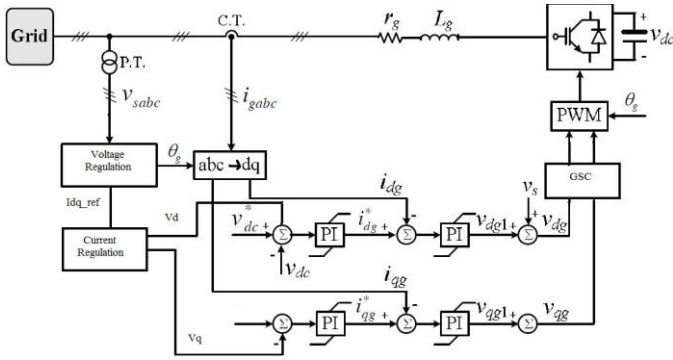 Grid
C.T.
r_g
L_g
+
v_dc
-
P.T.
v_sabc
i_gabc
PWM
θ_g
Voltage
Regulation
θ_g
abc → dq
GSC
Idq_ref
Vd
i_dg
v_s
Current
Regulation
v*_dc +
Σ
PI
i*_dg +
-
Σ
PI
v_dg1 +
+
Σ
v_dg
-
v_dc
i_qg
Vq
-
Σ
PI
i*_qg +
-
Σ
PI
v_qg1 +
Σ
v_qg